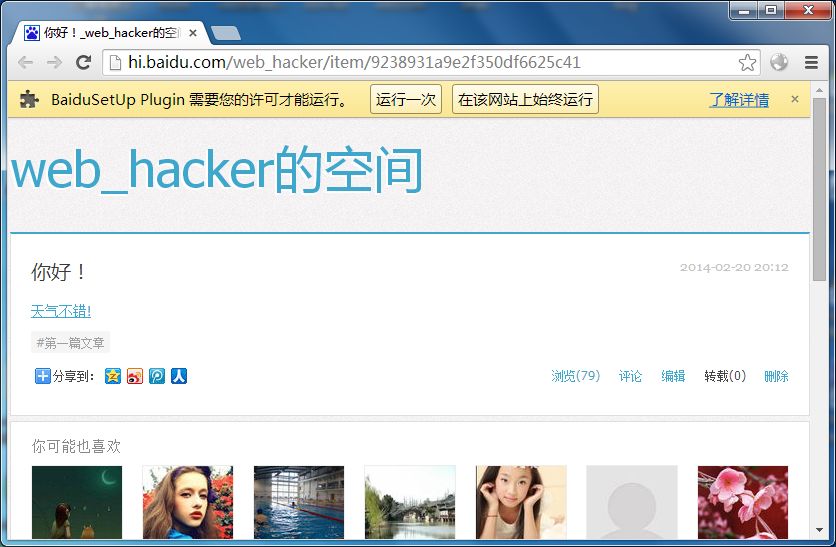 你好！_web_hacker的空间
hi.baidu.com/web_hacker/item/9238931a9e2f350df6625c41
BaiduSetUp Plugin 需要您的许可才能运行。 运行一次 在该网站上始终运行 了解详情
web_hacker的空间
你好！ 2014-02-20 20:12
天气不错!
#第一篇文章
分享到： 浏览(79) 评论 编辑 转载(0) 删除
你可能也喜欢